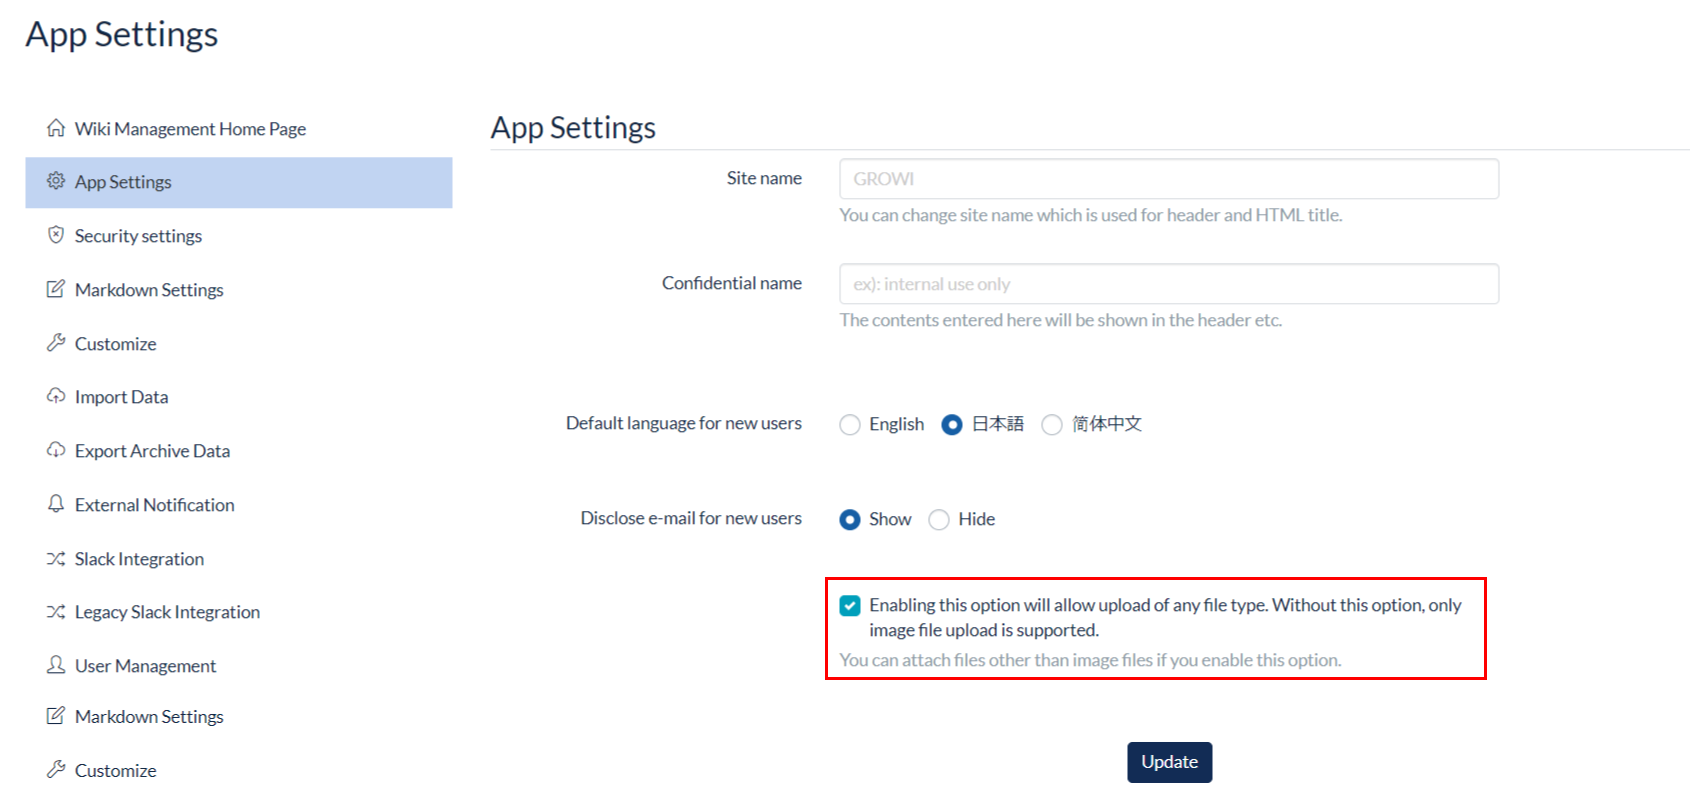 App Settings
Wiki Management Home Page
App Settings
Security settings
Markdown Settings
Customize
Import Data
Export Archive Data
External Notification
Slack Integration
Legacy Slack Integration
User Management
Markdown Settings
Customize
App Settings
Site name
GROWI
You can change site name which is used for header and HTML title.
Confidential name
ex): internal use only
The contents entered here will be shown in the header etc.
Default language for new users
English 日本語 简体中文
Disclose e-mail for new users
Show Hide
Enabling this option will allow upload of any file type. Without this option, only
image file upload is supported.
You can attach files other than image files if you enable this option.
Update